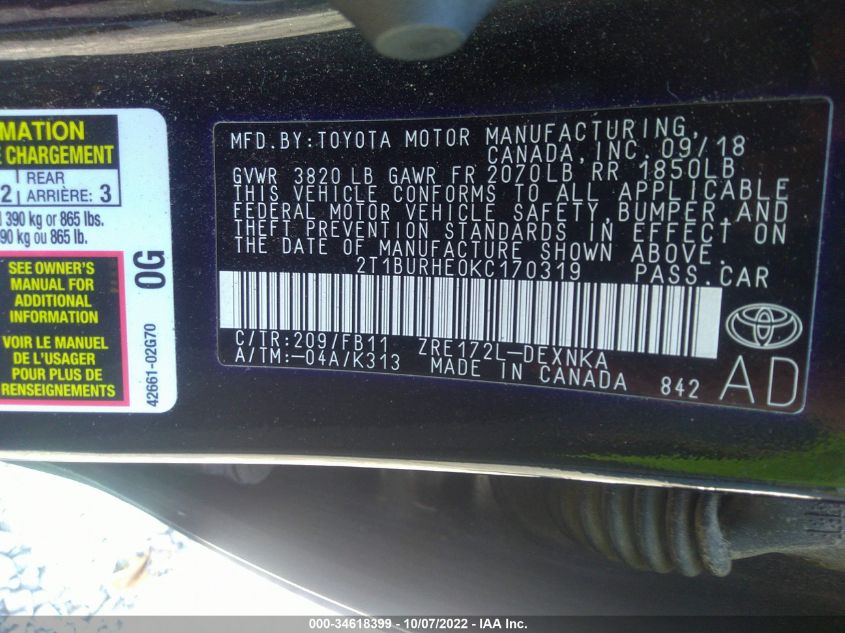 MATION
E CHARGEMENT
2 REAR
ARRIÈRE: 3
390 kg or 865 lbs.
90 kg ou 865 lb.
SEE OWNER'S
MANUAL FOR
ADDITIONAL
INFORMATION
VOIR LE MANUEL
DE L'USAGER
POUR PLUS DE
RENSEIGNEMENTS
0G
42661-02G70
MFD.BY:TOYOTA MOTOR MANUFACTURING,
CANADA, INC. 09/18
GVWR 3820 LB GAWR FR 2070LB RR 1850LB
THIS VEHICLE CONFORMS TO ALL APPLICABLE
FEDERAL MOTOR VEHICLE SAFETY, BUMPER, AND
THEFT PREVENTION STANDARDS IN EFFECT ON
THE DATE OF MANUFACTURE SHOWN ABOVE.
2T1BURHE0KC170319 PASS.CAR
C/TR:209/FB11 ZRE172L-DEXNKA
A/TM:-04A/K313 MADE IN CANADA 842
AD
000-34618399 - 10/07/2022 - IAA Inc.